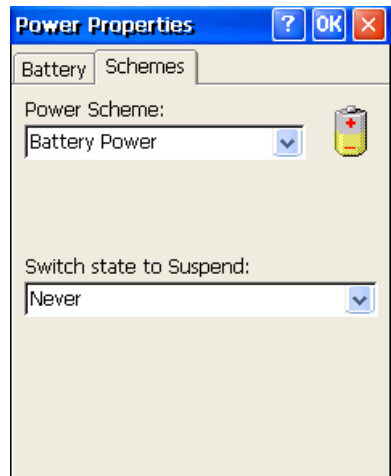 Power Properties ? OK ×
Battery Schemes
Power Scheme:
Battery Power
Switch state to Suspend:
Never